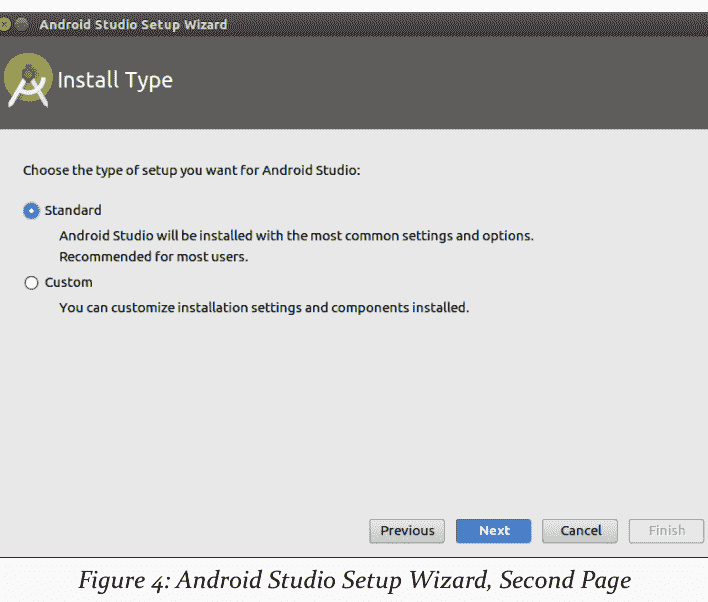 Android Studio Setup Wizard
Install Type
Choose the type of setup you want for Android Studio:
Standard
Android Studio will be installed with the most common settings and options.
Recommended for most users.
Custom
You can customize installation settings and components installed.
Previous Next Cancel Finish
Figure 4: Android Studio Setup Wizard, Second Page